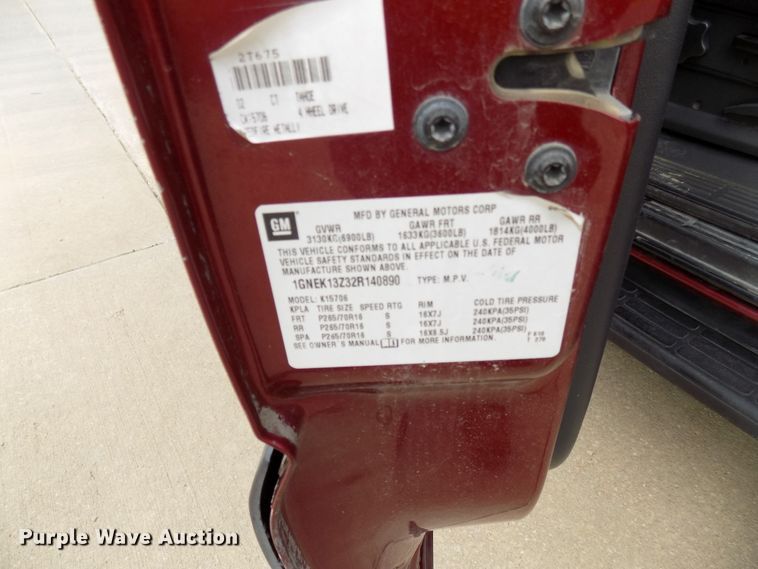 2T675
02 CT TAHOE
CK15706 4 WHEEL DRIVE
GM
MFD BY GENERAL MOTORS CORP
GVWR GAWR FRT GAWR RR
3130KG(6900LB) 1633KG(3600LB) 1814KG(4000LB)
THIS VEHICLE CONFORMS TO ALL APPLICABLE U.S. FEDERAL MOTOR
VEHICLE SAFETY STANDARDS IN EFFECT ON THE DATE OF
MANUFACTURE SHOWN ABOVE.
1GNEK13Z32R140890 TYPE: M.P.V.
MODEL: K15706
KPLA TIRE SIZE SPEED RTG RIM COLD TIRE PRESSURE
FRT P265/70R16 S 16X7J 240KPA(35PSI)
RR P265/70R16 S 16X7J 240KPA(35PSI)
SPA P265/70R16 S 16X6.5J 240KPA(35PSI)
SEE OWNER'S MANUAL FOR MORE INFORMATION.
Purple Wave Auction